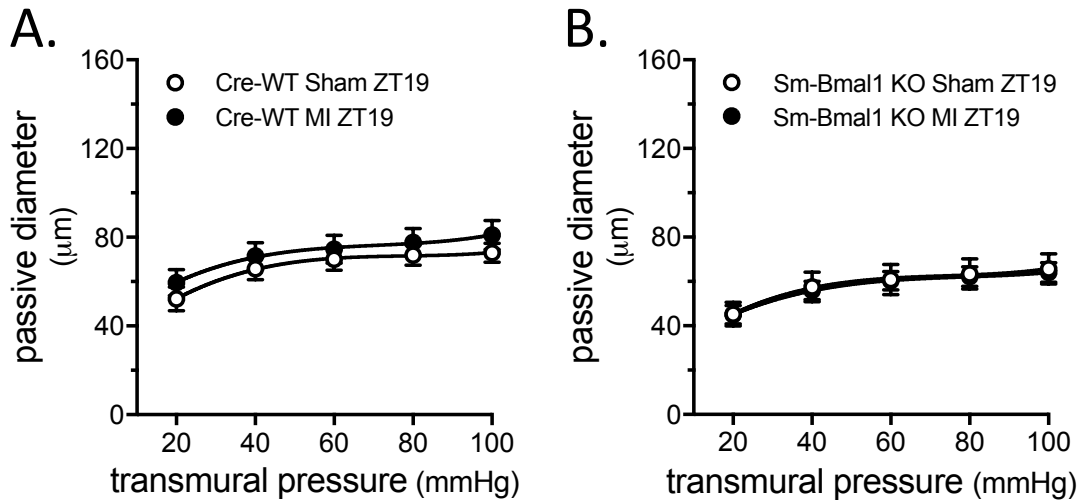 A.
160
120
80
40
0
passive diameter
(μm)
Cre-WT Sham ZT19
Cre-WT MI ZT19
20 40 60 80 100
transmural pressure (mmHg)
B.
160
120
80
40
0
passive diameter
(μm)
Sm-Bmal1 KO Sham ZT19
Sm-Bmal1 KO MI ZT19
20 40 60 80 100
transmural pressure (mmHg)